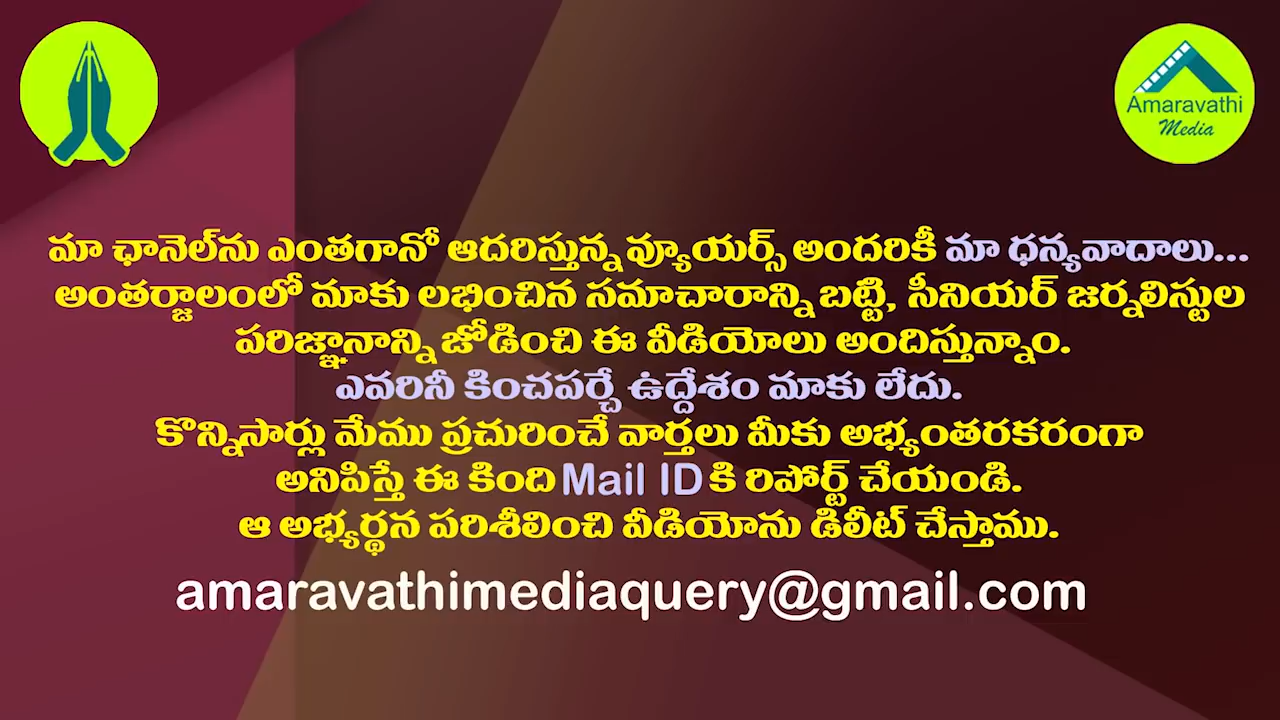 Amaravathi
Media
మా ఛానెల్‌ను ఎంతగానో ఆదరిస్తున్న వ్యూయర్స్ అందరికీ మా ధన్యవాదాలు...
అంతర్జాలంలో మాకు లభించిన సమాచారాన్ని బట్టి, సీనియర్ జర్నలిస్టుల
పరిజ్ఞానాన్ని జోడించి ఈ వీడియోలు అందిస్తున్నాం.
ఎవరినీ కించపర్చే ఉద్దేశం మాకు లేదు.
కొన్నిసార్లు మేము ప్రచురించే వార్తలు మీకు అభ్యంతరకరంగా
అనిపిస్తే ఈ కింది Mail ID కి రిపోర్ట్ చేయండి.
ఆ అభ్యర్థన పరిశీలించి వీడియోను డిలీట్ చేస్తాము.
amaravathimediaquery@gmail.com